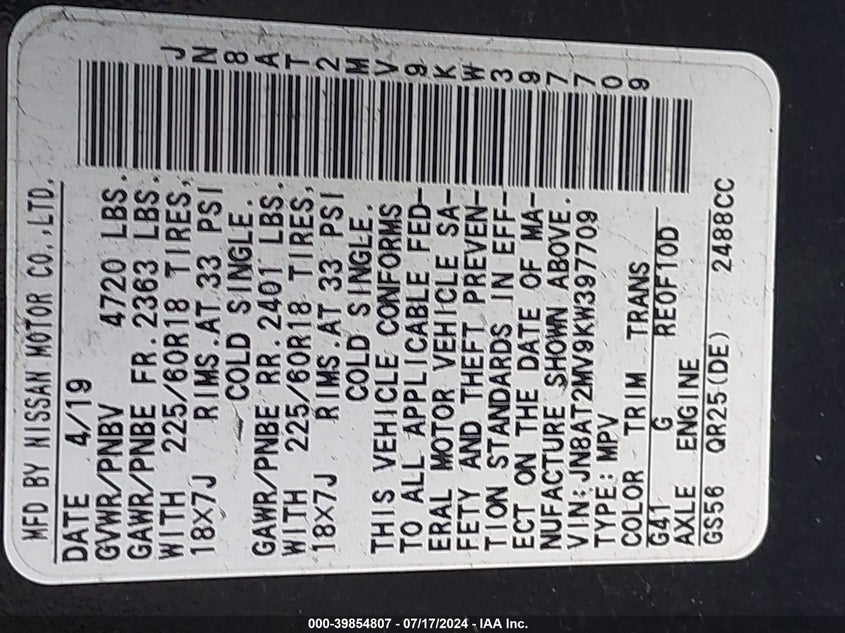 JN8AT2MV9KW397709
MFD BY NISSAN MOTOR CO.,LTD.
DATE 4/19
GVWR/PNBV 4720 LBS.
GAWR/PNBE FR. 2363 LBS.
WITH 225/60R18 TIRES,
18X7J RIMS.AT 33 PSI
COLD SINGLE.
GAWR/PNBE RR. 2401 LBS.
WITH 225/60R18 TIRES,
18X7J RIMS.AT 33 PSI
COLD SINGLE.
THIS VEHICLE CONFORMS
TO ALL APPLICABLE FED-
ERAL MOTOR VEHICLE SA-
FETY AND THEFT PREVEN-
TION STANDARDS IN EFF-
ECT ON THE DATE OF MA-
NUFACTURE SHOWN ABOVE.
VIN:JN8AT2MV9KW397709
TYPE:MPV
COLOR TRIM TRANS
G41 G RE0F10D
AXLE ENGINE
GS56 QR25(DE) 2488CC
000-39854807 - 07/17/2024 - IAA Inc.